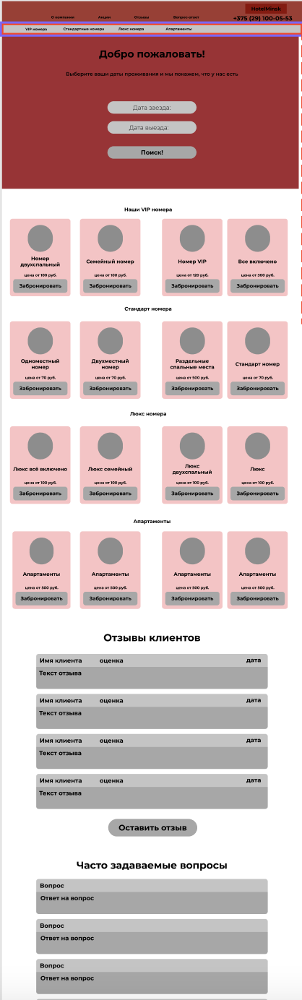 HotelMinsk
О компании Акции Отзывы Вопрос-ответ +375 (29) 100-05-53
VIP номера Стандартные номера Люкс номера Апартаменты
Добро пожаловать!
Выберите ваши даты проживания и мы покажем, что у нас есть
Дата заезда:
Дата выезда:
Поиск!
Наши VIP номера
Номер двухспальный
цена от 100 руб.
Забронировать
Семейный номер
цена от 100 руб.
Забронировать
Номер VIP
цена от 120 руб.
Забронировать
Все включено
цена от 300 руб.
Забронировать
Стандарт номера
Одноместный
номер
цена от 70 руб.
Забронировать
Двухместный
номер
цена от 70 руб.
Забронировать
Раздельные
спальные места
цена от 500 руб.
Забронировать
Стандарт номер
цена от 70 руб.
Забронировать
Люкс номера
Люкс всё включено
цена от 100 руб.
Забронировать
Люкс семейный
цена от 100 руб.
Забронировать
Люкс
двухспальный
цена от 100 руб.
Забронировать
Люкс
цена от 100 руб.
Забронировать
Апартаменты
Апартаменты
цена от 500 руб.
Забронировать
Апартаменты
цена от 500 руб.
Забронировать
Апартаменты
цена от 500 руб.
Забронировать
Апартаменты
цена от 500 руб.
Забронировать
Отзывы клиентов
Имя клиента оценка дата
Текст отзыва
Имя клиента оценка дата
Текст отзыва
Имя клиента оценка дата
Текст отзыва
Имя клиента оценка дата
Текст отзыва
Оставить отзыв
Часто задаваемые вопросы
Вопрос
Ответ на вопрос
Вопрос
Ответ на вопрос
Вопрос
Ответ на вопрос